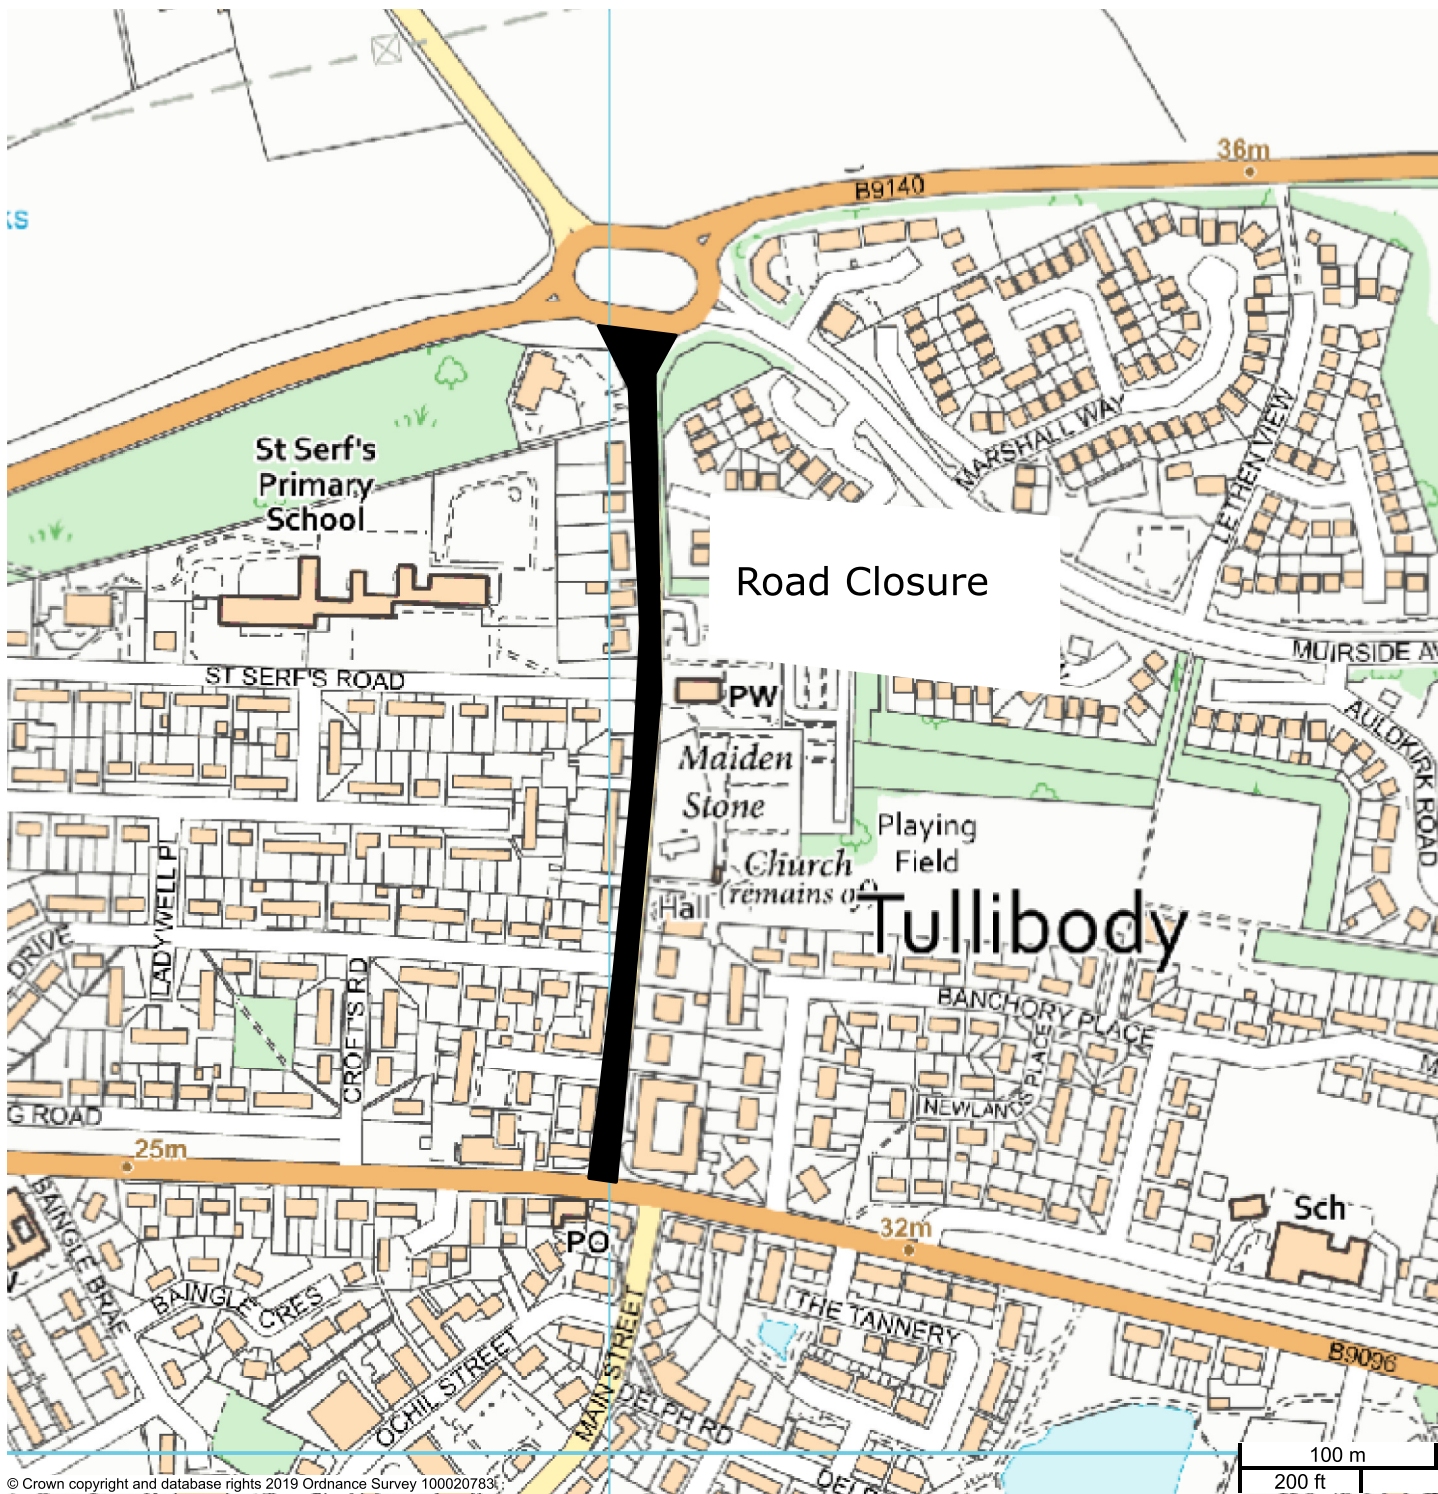 36m
B9140
KS
St Serf's
Primary
School
MARSHALL WAY
LETHEN VIEW
Road Closure
MUIRSIDE AV
ST SERF'S ROAD
PW
AULDKIRK ROAD
Maiden
Stone
Playing
Field
Church
(remains of)
Hall
Tullibody
LADYWELL P
DRIVE
CROFTS RD
BANCHORY PLACE
NEWLANDS PLACE
G ROAD
25m
BAINGLE BRAE
PO
32m
Sch
BAINGLE CRES
THE TANNERY
OCHIL STREET
MAIN STREET
DELPH RD
B9096
100 m
200 ft
© Crown copyright and database rights 2019 Ordnance Survey 100020783